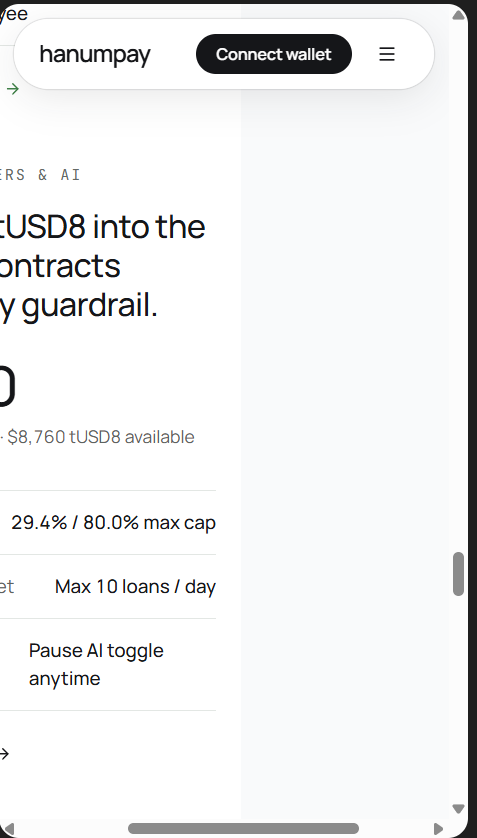 yee
hanumpay
Connect wallet
→
ERS & AI
tUSD8 into the
ontracts
y guardrail.
0
· $8,760 tUSD8 available
29.4% / 80.0% max cap
et
Max 10 loans / day
Pause AI toggle
anytime
→